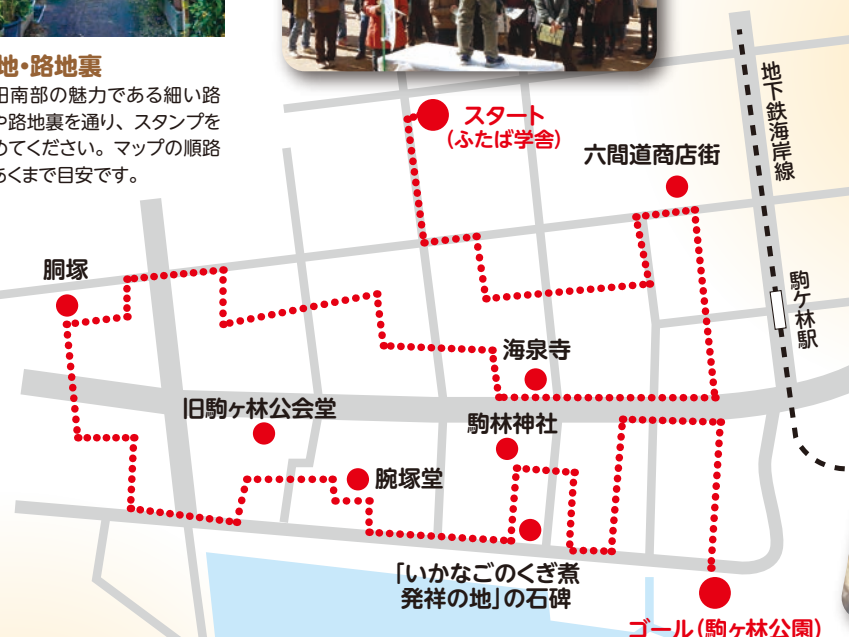 地・路地裏
田南部の魅力である細い路
や路地裏を通り、スタンプを
めてください。マップの順路
あくまで目安です。
スタート
(ふたば学舎)
六間道商店街
地下鉄海岸線
駒ケ林駅
胴塚
海泉寺
旧駒ヶ林公会堂
駒林神社
腕塚堂
「いかなごのくぎ煮
発祥の地」の石碑
ゴール(駒ヶ林公園)